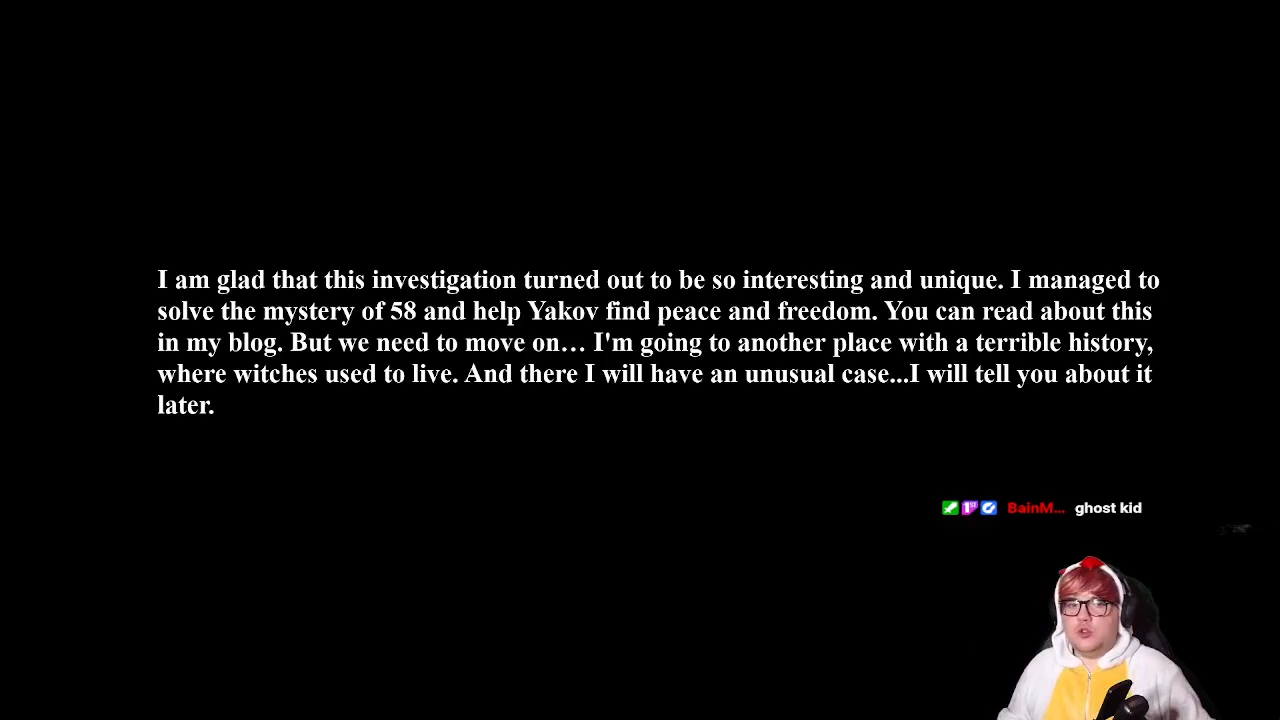 I am glad that this investigation turned out to be so interesting and unique. I managed to
solve the mystery of 58 and help Yakov find peace and freedom. You can read about this
in my blog. But we need to move on… I'm going to another place with a terrible history,
where witches used to live. And there I will have an unusual case...I will tell you about it
later.
1ST BainM... ghost kid